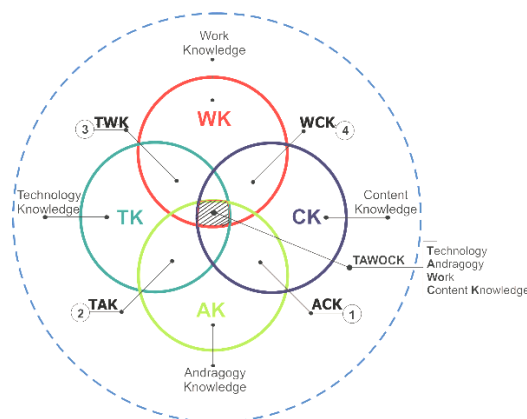 Work
Knowledge
TWK
3
WK
WCK
4
Technology
Knowledge
TK
CK
Content
Knowledge
TAWOCK
Technology
Andragogy
Work
Content Knowledge
TAK
2
AK
ACK
1
Andragogy
Knowledge